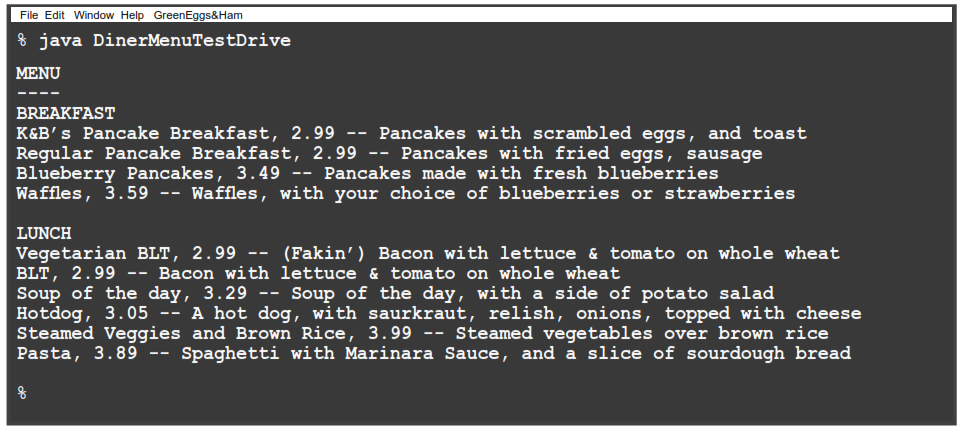 File Edit Window Help GreenEggs&Ham
% java DinerMenuTestDrive
MENU
----
BREAKFAST
K&B’s Pancake Breakfast, 2.99 -- Pancakes with scrambled eggs, and toast
Regular Pancake Breakfast, 2.99 -- Pancakes with fried eggs, sausage
Blueberry Pancakes, 3.49 -- Pancakes made with fresh blueberries
Waffles, 3.59 -- Waffles, with your choice of blueberries or strawberries
LUNCH
Vegetarian BLT, 2.99 -- (Fakin’) Bacon with lettuce & tomato on whole wheat
BLT, 2.99 -- Bacon with lettuce & tomato on whole wheat
Soup of the day, 3.29 -- Soup of the day, with a side of potato salad
Hotdog, 3.05 -- A hot dog, with saurkraut, relish, onions, topped with cheese
Steamed Veggies and Brown Rice, 3.99 -- Steamed vegetables over brown rice
Pasta, 3.89 -- Spaghetti with Marinara Sauce, and a slice of sourdough bread
%